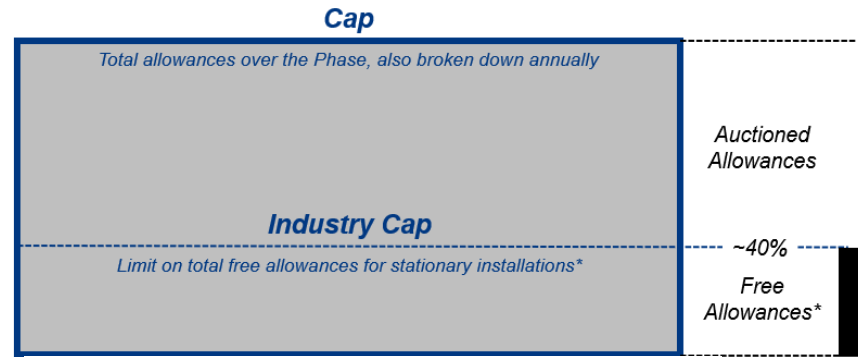 Cap
Total allowances over the Phase, also broken down annually
Auctioned
Allowances
Industry Cap
~40%
Limit on total free allowances for stationary installations*
Free
Allowances*